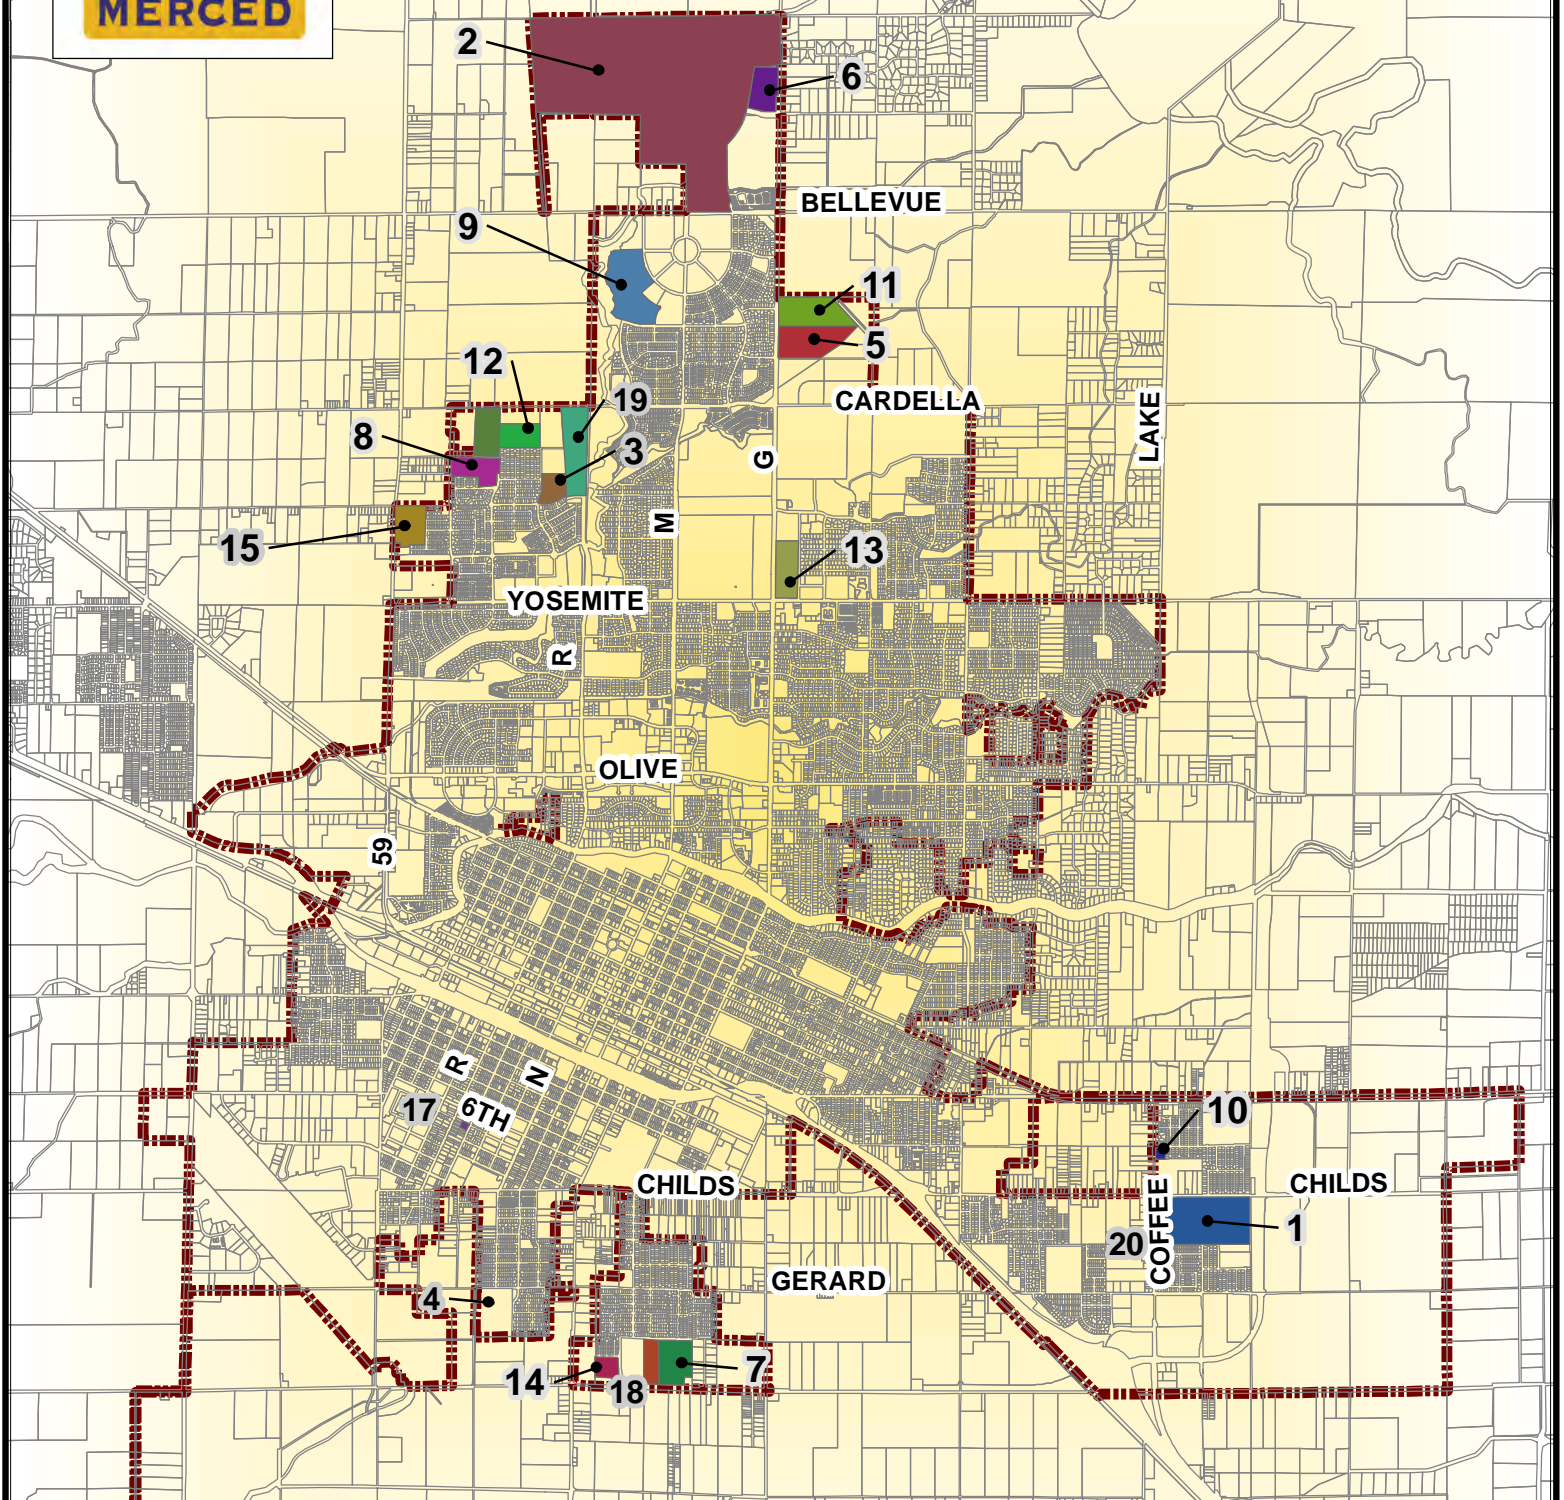 MERCED
2
6
BELLEVUE
9
11
5
12
19
CARDELLA
LAKE
8
3
G
M
15
13
YOSEMITE
R
OLIVE
59
R
N
17
6TH
10
CHILDS
CHILDS
COFFEE
1
20
GERARD
4
7
14
18